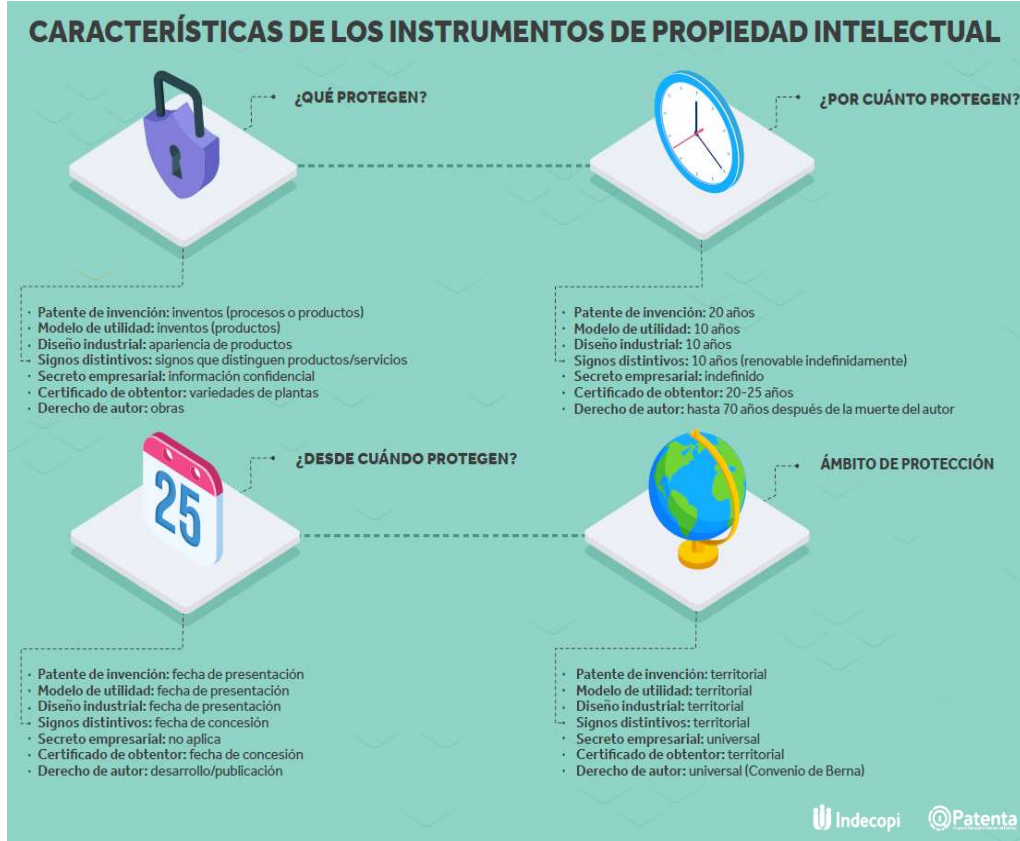 CARACTERÍSTICAS DE LOS INSTRUMENTOS DE PROPIEDAD INTELECTUAL
¿QUÉ PROTEGEN?
Patente de invención: inventos (procesos o productos)
Modelo de utilidad: inventos (productos)
Diseño industrial: apariencia de productos
Signos distintivos: signos que distinguen productos/servicios
Secreto empresarial: información confidencial
Certificado de obtentor: variedades de plantas
Derecho de autor: obras
¿POR CUÁNTO PROTEGEN?
Patente de invención: 20 años
Modelo de utilidad: 10 años
Diseño industrial: 10 años
Signos distintivos: 10 años (renovable indefinidamente)
Secreto empresarial: indefinido
Certificado de obtentor: 20-25 años
Derecho de autor: hasta 70 años después de la muerte del autor
¿DESDE CUÁNDO PROTEGEN?
25
Patente de invención: fecha de presentación
Modelo de utilidad: fecha de presentación
Diseño industrial: fecha de presentación
Signos distintivos: fecha de concesión
Secreto empresarial: no aplica
Certificado de obtentor: fecha de concesión
Derecho de autor: desarrollo/publicación
ÁMBITO DE PROTECCIÓN
Patente de invención: territorial
Modelo de utilidad: territorial
Diseño industrial: territorial
Signos distintivos: territorial
Secreto empresarial: universal
Certificado de obtentor: territorial
Derecho de autor: universal (Convenio de Berna)
Indecopi
Patenta